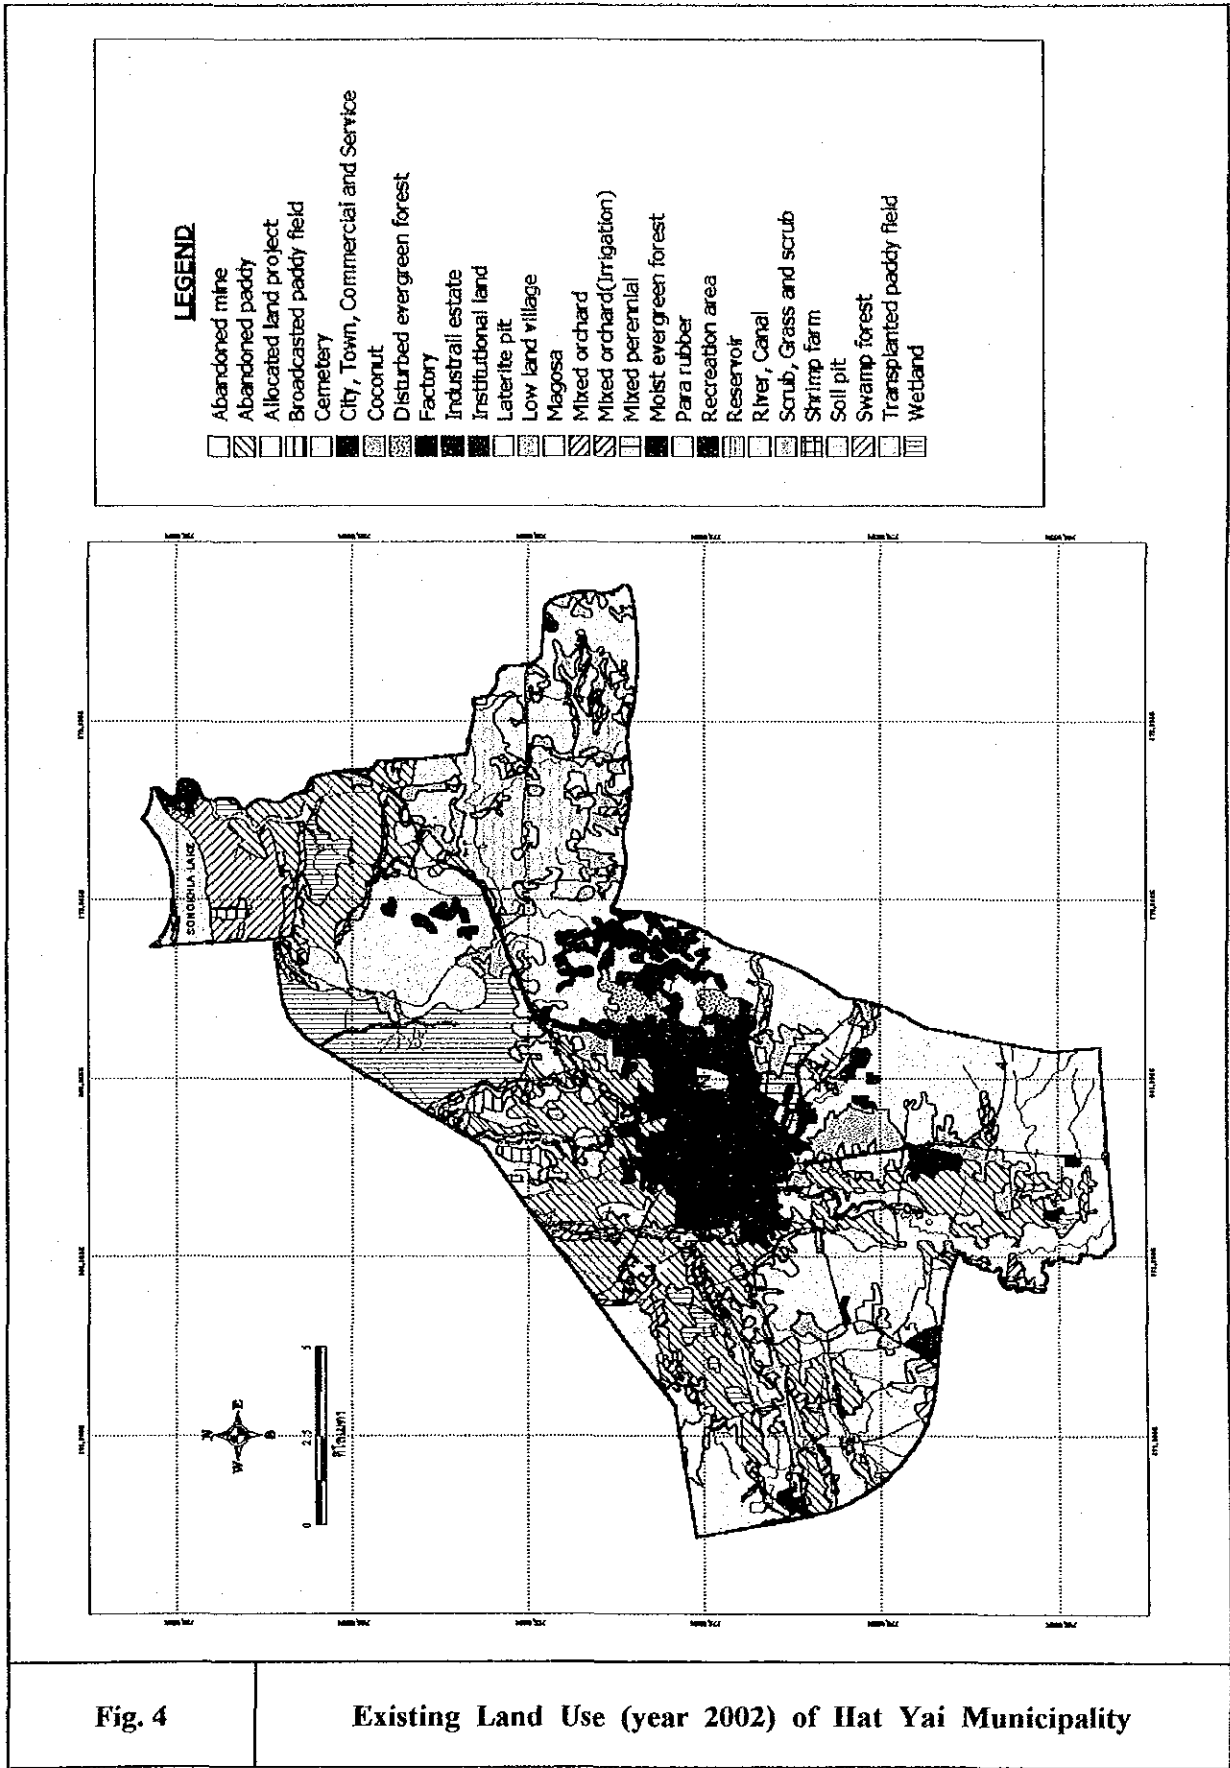 LEGEND
Abandoned mine
Abandoned paddy
Allocated land project
Broadcasted paddy field
Cemetery
City, Town, Commercial and Service
Coconut
Disturbed evergreen forest
Factory
Industrail estate
Institutional land
Laterite pit
Low land village
Magosa
Mixed orchard
Mixed orchard(Irrigation)
Mixed perennial
Moist evergreen forest
Para rubber
Recreation area
Reservoir
River, Canal
Scrub, Grass and scrub
Shrimp farm
Soil pit
Swamp forest
Transplanted paddy field
Wetland
SONGKHLA LAKE
N
W
E
S
0 2.5 5
กิโลเมตร
Fig. 4
Existing Land Use (year 2002) of Hat Yai Municipality